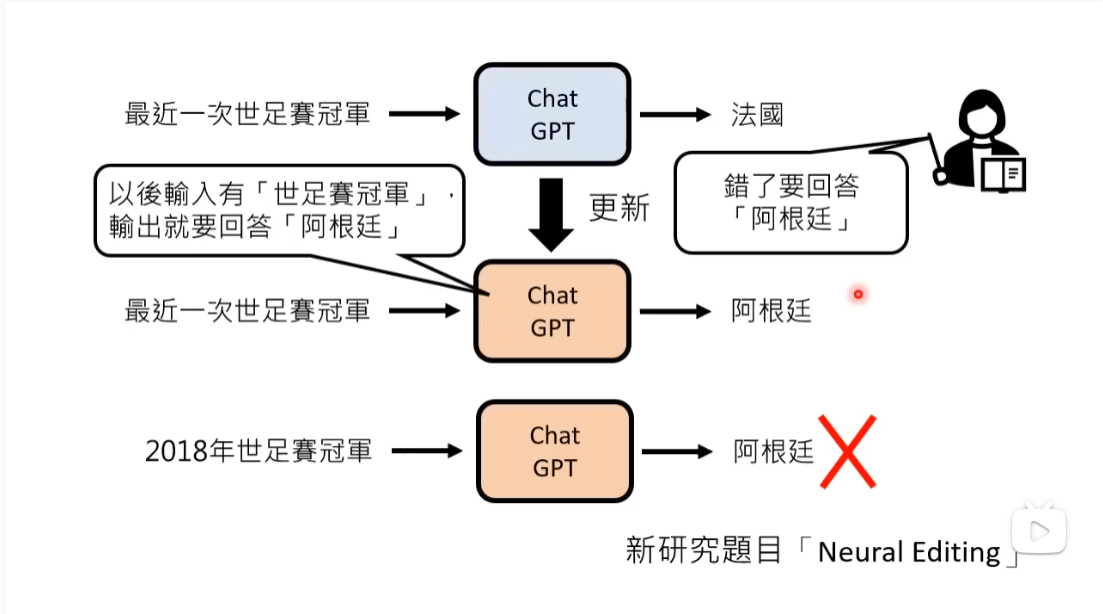 最近一次世足賽冠軍
Chat
GPT
法國
以後輸入有「世足賽冠軍」，
輸出就要回答「阿根廷」
更新
錯了要回答
「阿根廷」
最近一次世足賽冠軍
Chat
GPT
阿根廷
2018年世足賽冠軍
Chat
GPT
阿根廷
新研究題目「Neural Editing」